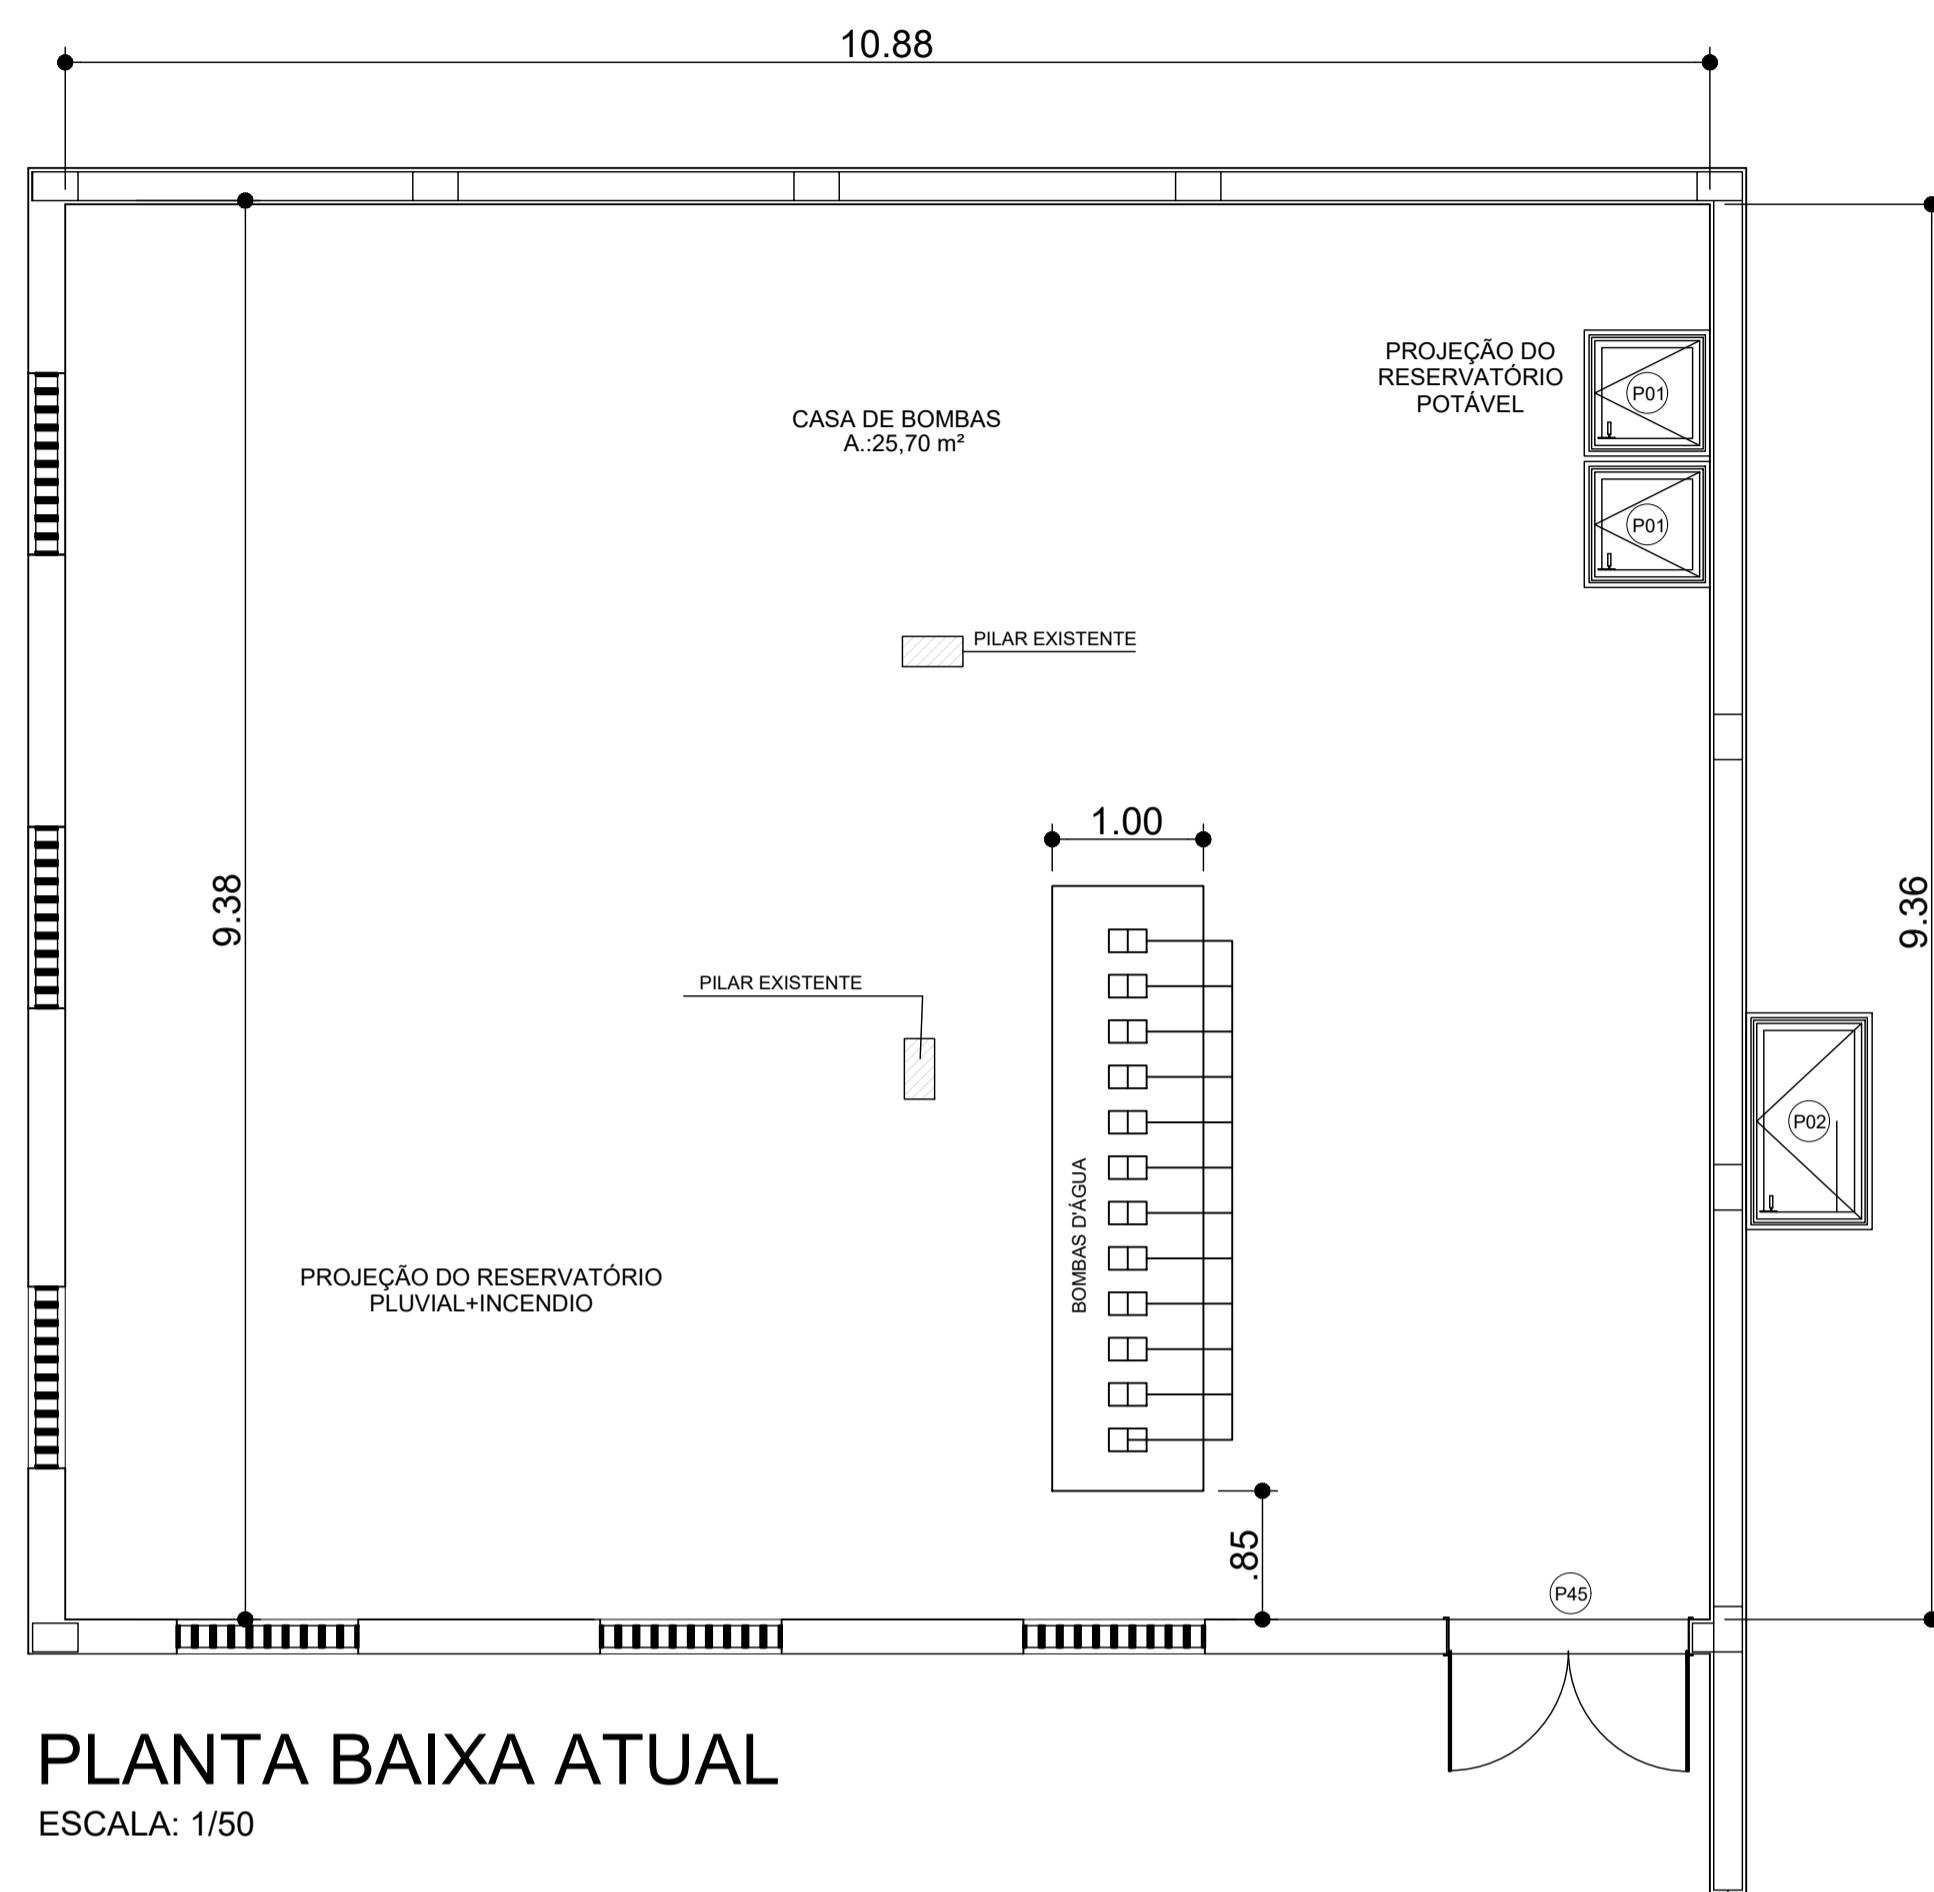 10.88
PROJEÇÃO DO
RESERVATÓRIO
POTÁVEL
P01
CASA DE BOMBAS
A.:25,70 m²
P01
PILAR EXISTENTE
1.00
9.38
9.36
PILAR EXISTENTE
P02
BOMBAS D'ÁGUA
PROJEÇÃO DO RESERVATÓRIO
PLUVIAL+INCENDIO
.85
P45
PLANTA BAIXA ATUAL
ESCALA: 1/50